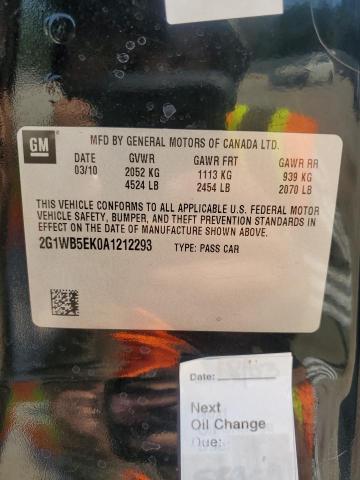 GM
MFD BY GENERAL MOTORS OF CANADA LTD.
DATE GVWR GAWR FRT GAWR RR
03/10 2052 KG 1113 KG 939 KG
4524 LB 2454 LB 2070 LB
THIS VEHICLE CONFORMS TO ALL APPLICABLE U.S. FEDERAL MOTOR
VEHICLE SAFETY, BUMPER, AND THEFT PREVENTION STANDARDS IN
EFFECT ON THE DATE OF MANUFACTURE SHOWN ABOVE.
2G1WB5EK0A1212293 TYPE: PASS CAR
Date:
Next
Oil Change
Due: